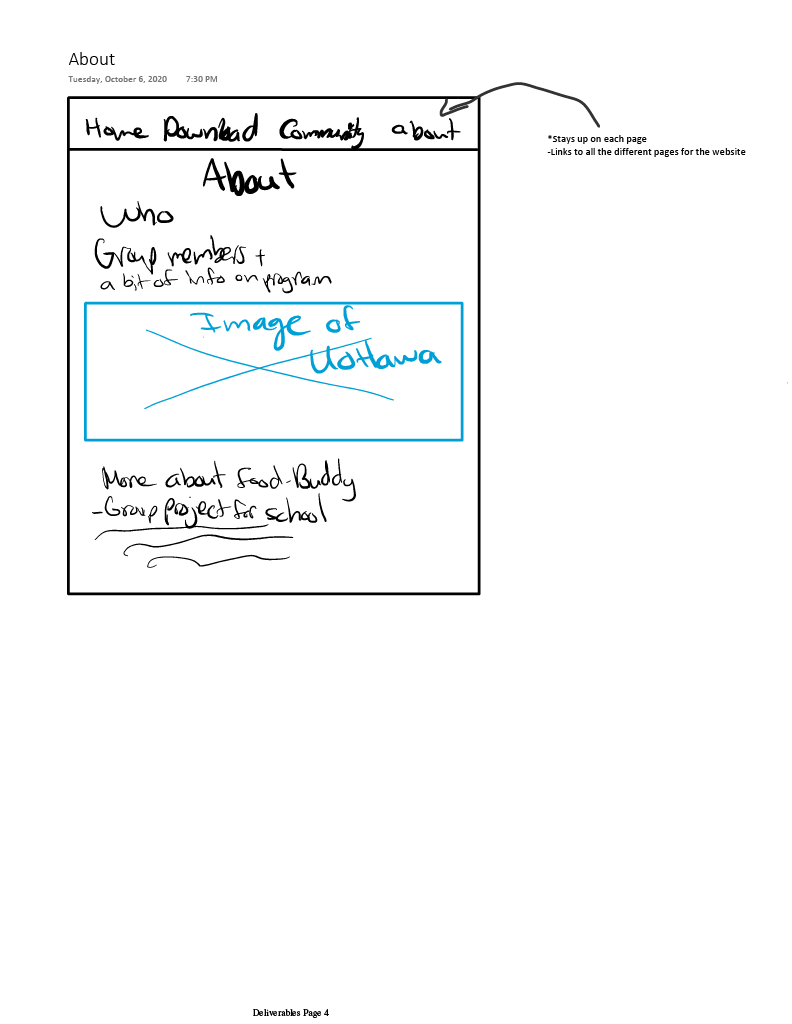 About
Tuesday, October 6, 2020 7:30 PM
Home Download Community about
*Stays up on each page
-Links to all the different pages for the website
About
Who
Group members +
a bit of info on program
Image of
UOttawa
More about Food-Buddy
-Group project for school
Deliverables Page 4